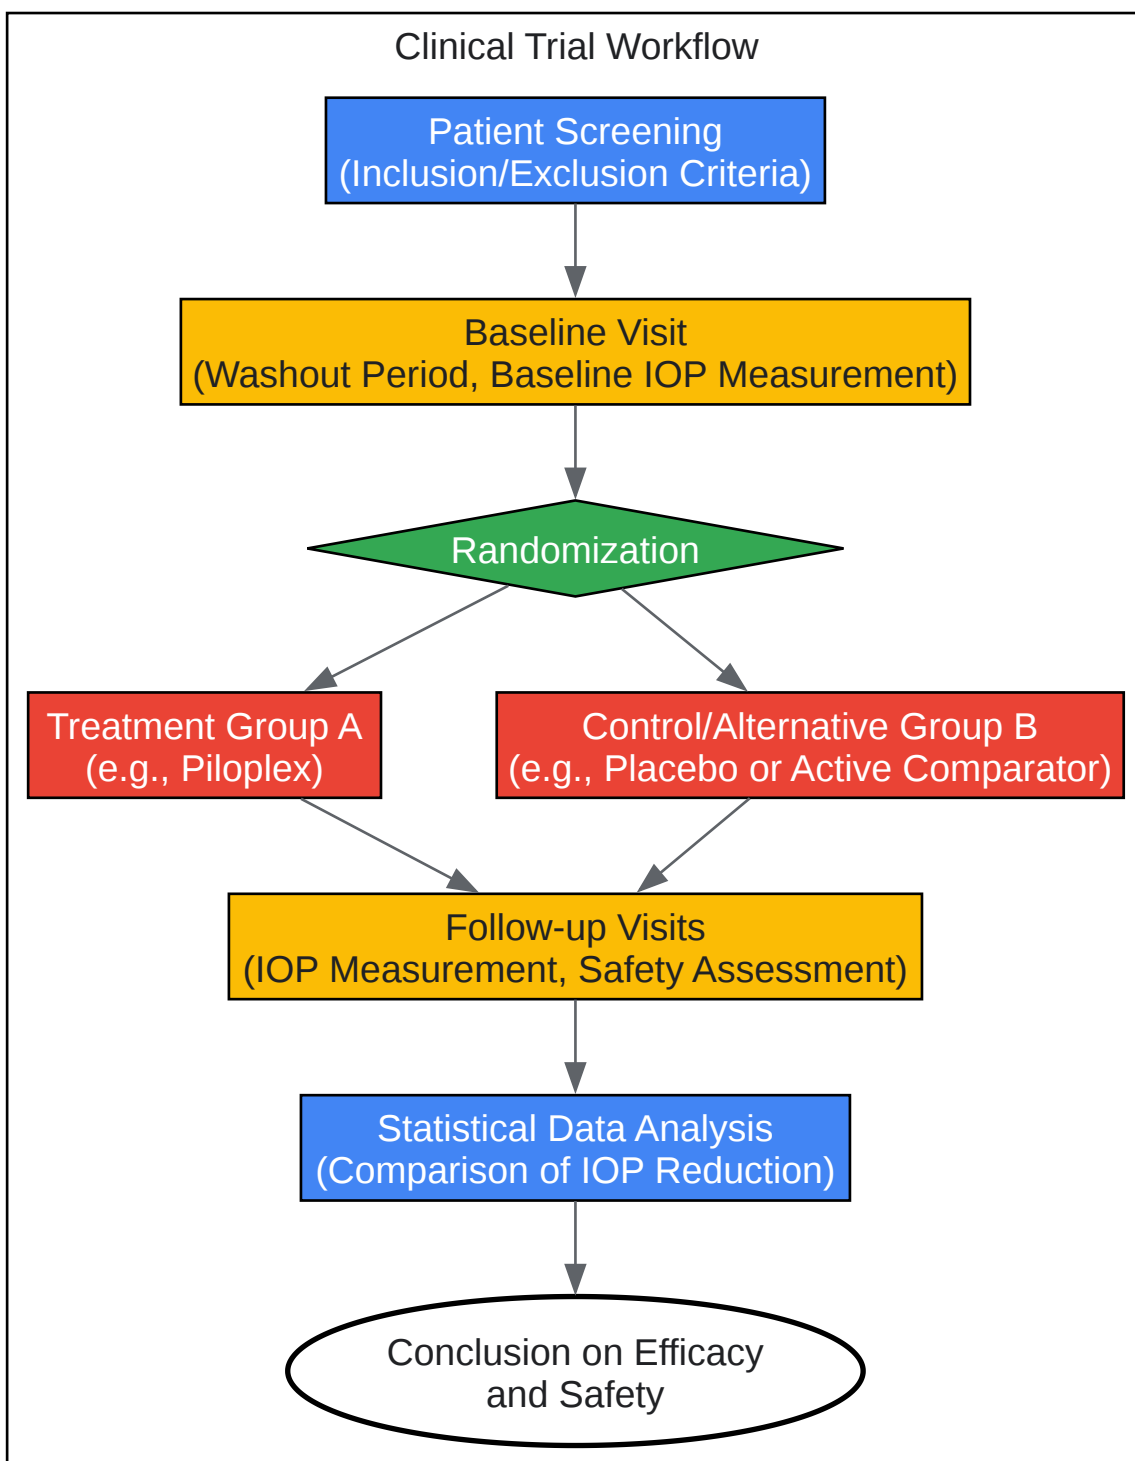 Clinical Trial Workflow
Patient Screening
(Inclusion/Exclusion Criteria)
Baseline Visit
(Washout Period, Baseline IOP Measurement)
Randomization
Treatment Group A
(e.g., Piloplex)
Control/Alternative Group B
(e.g., Placebo or Active Comparator)
Follow-up Visits
(IOP Measurement, Safety Assessment)
Statistical Data Analysis
(Comparison of IOP Reduction)
Conclusion on Efficacy
and Safety